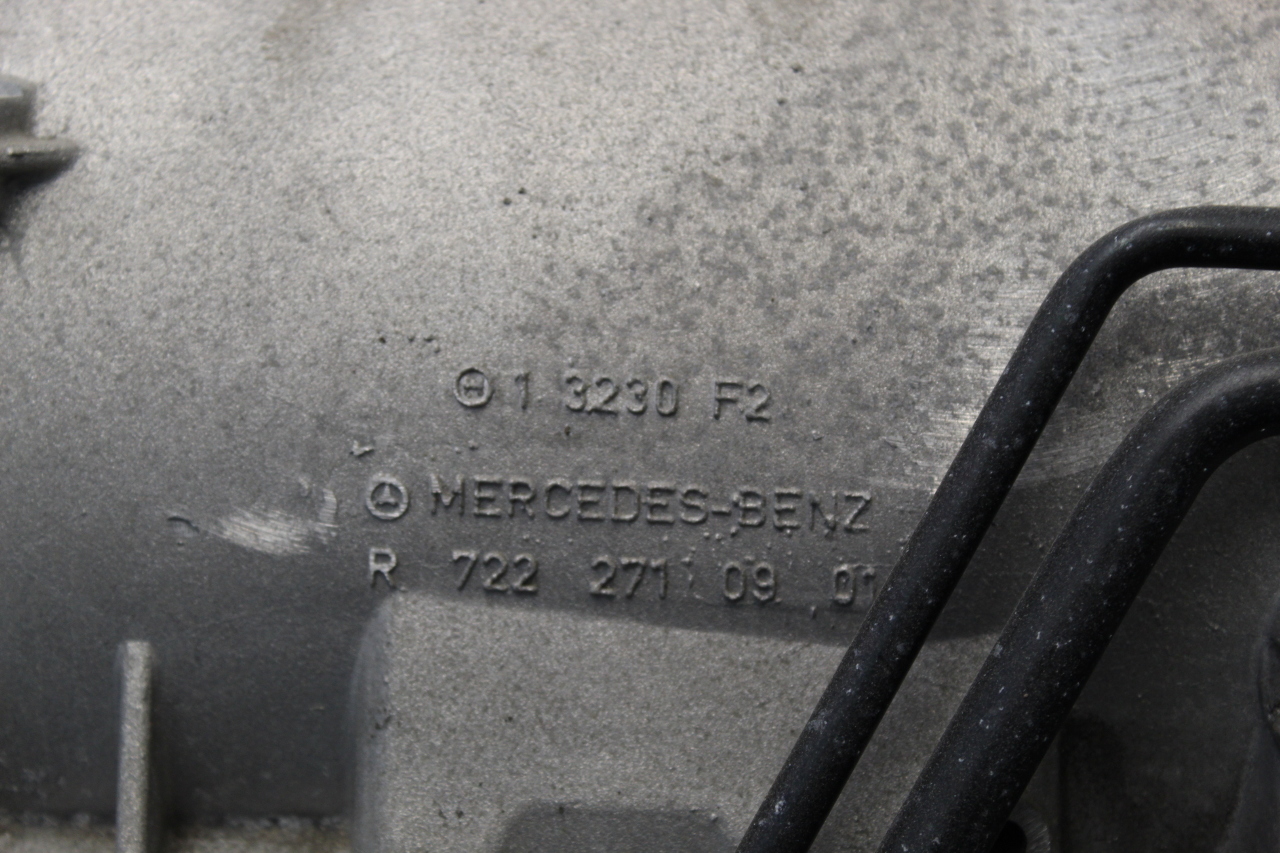 H 1 3230 F2
MERCEDES-BENZ
R 722 271 09 01